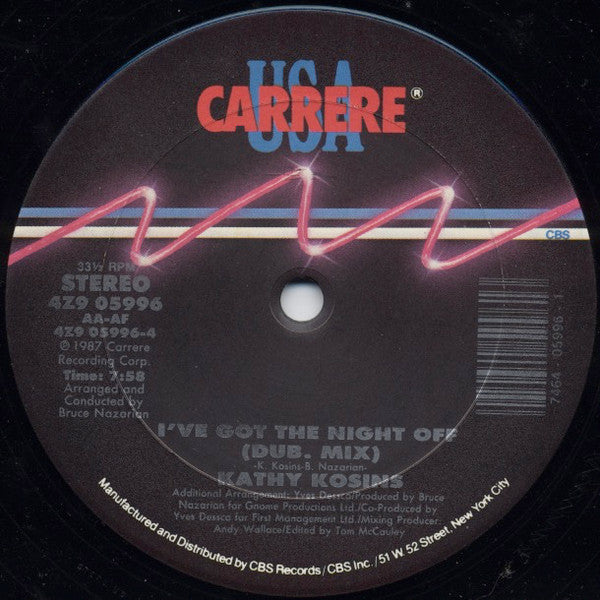 USA
CARRERE®
CBS
33⅓ RPM
STEREO
4Z9 05996
AA-AF
4Z9 05996-4
℗ 1987 Carrere
Recording Corp.
Time: 7:58
Arranged and
Conducted by
Bruce Nazarian
7464 05996 1
I'VE GOT THE NIGHT OFF
(DUB. MIX)
-K. Kosins-B. Nazarian-
KATHY KOSINS
Additional Arrangement: Yves Dessca/Produced by Bruce
Nazarian for Gnome Productions Ltd./Co-Produced by
Yves Dessca for First Management Ltd./Mixing Producer:
Andy Wallace/Edited by Tom McCauley
Manufactured and Distributed by CBS Records/CBS Inc./51 W 52 Street, New York City